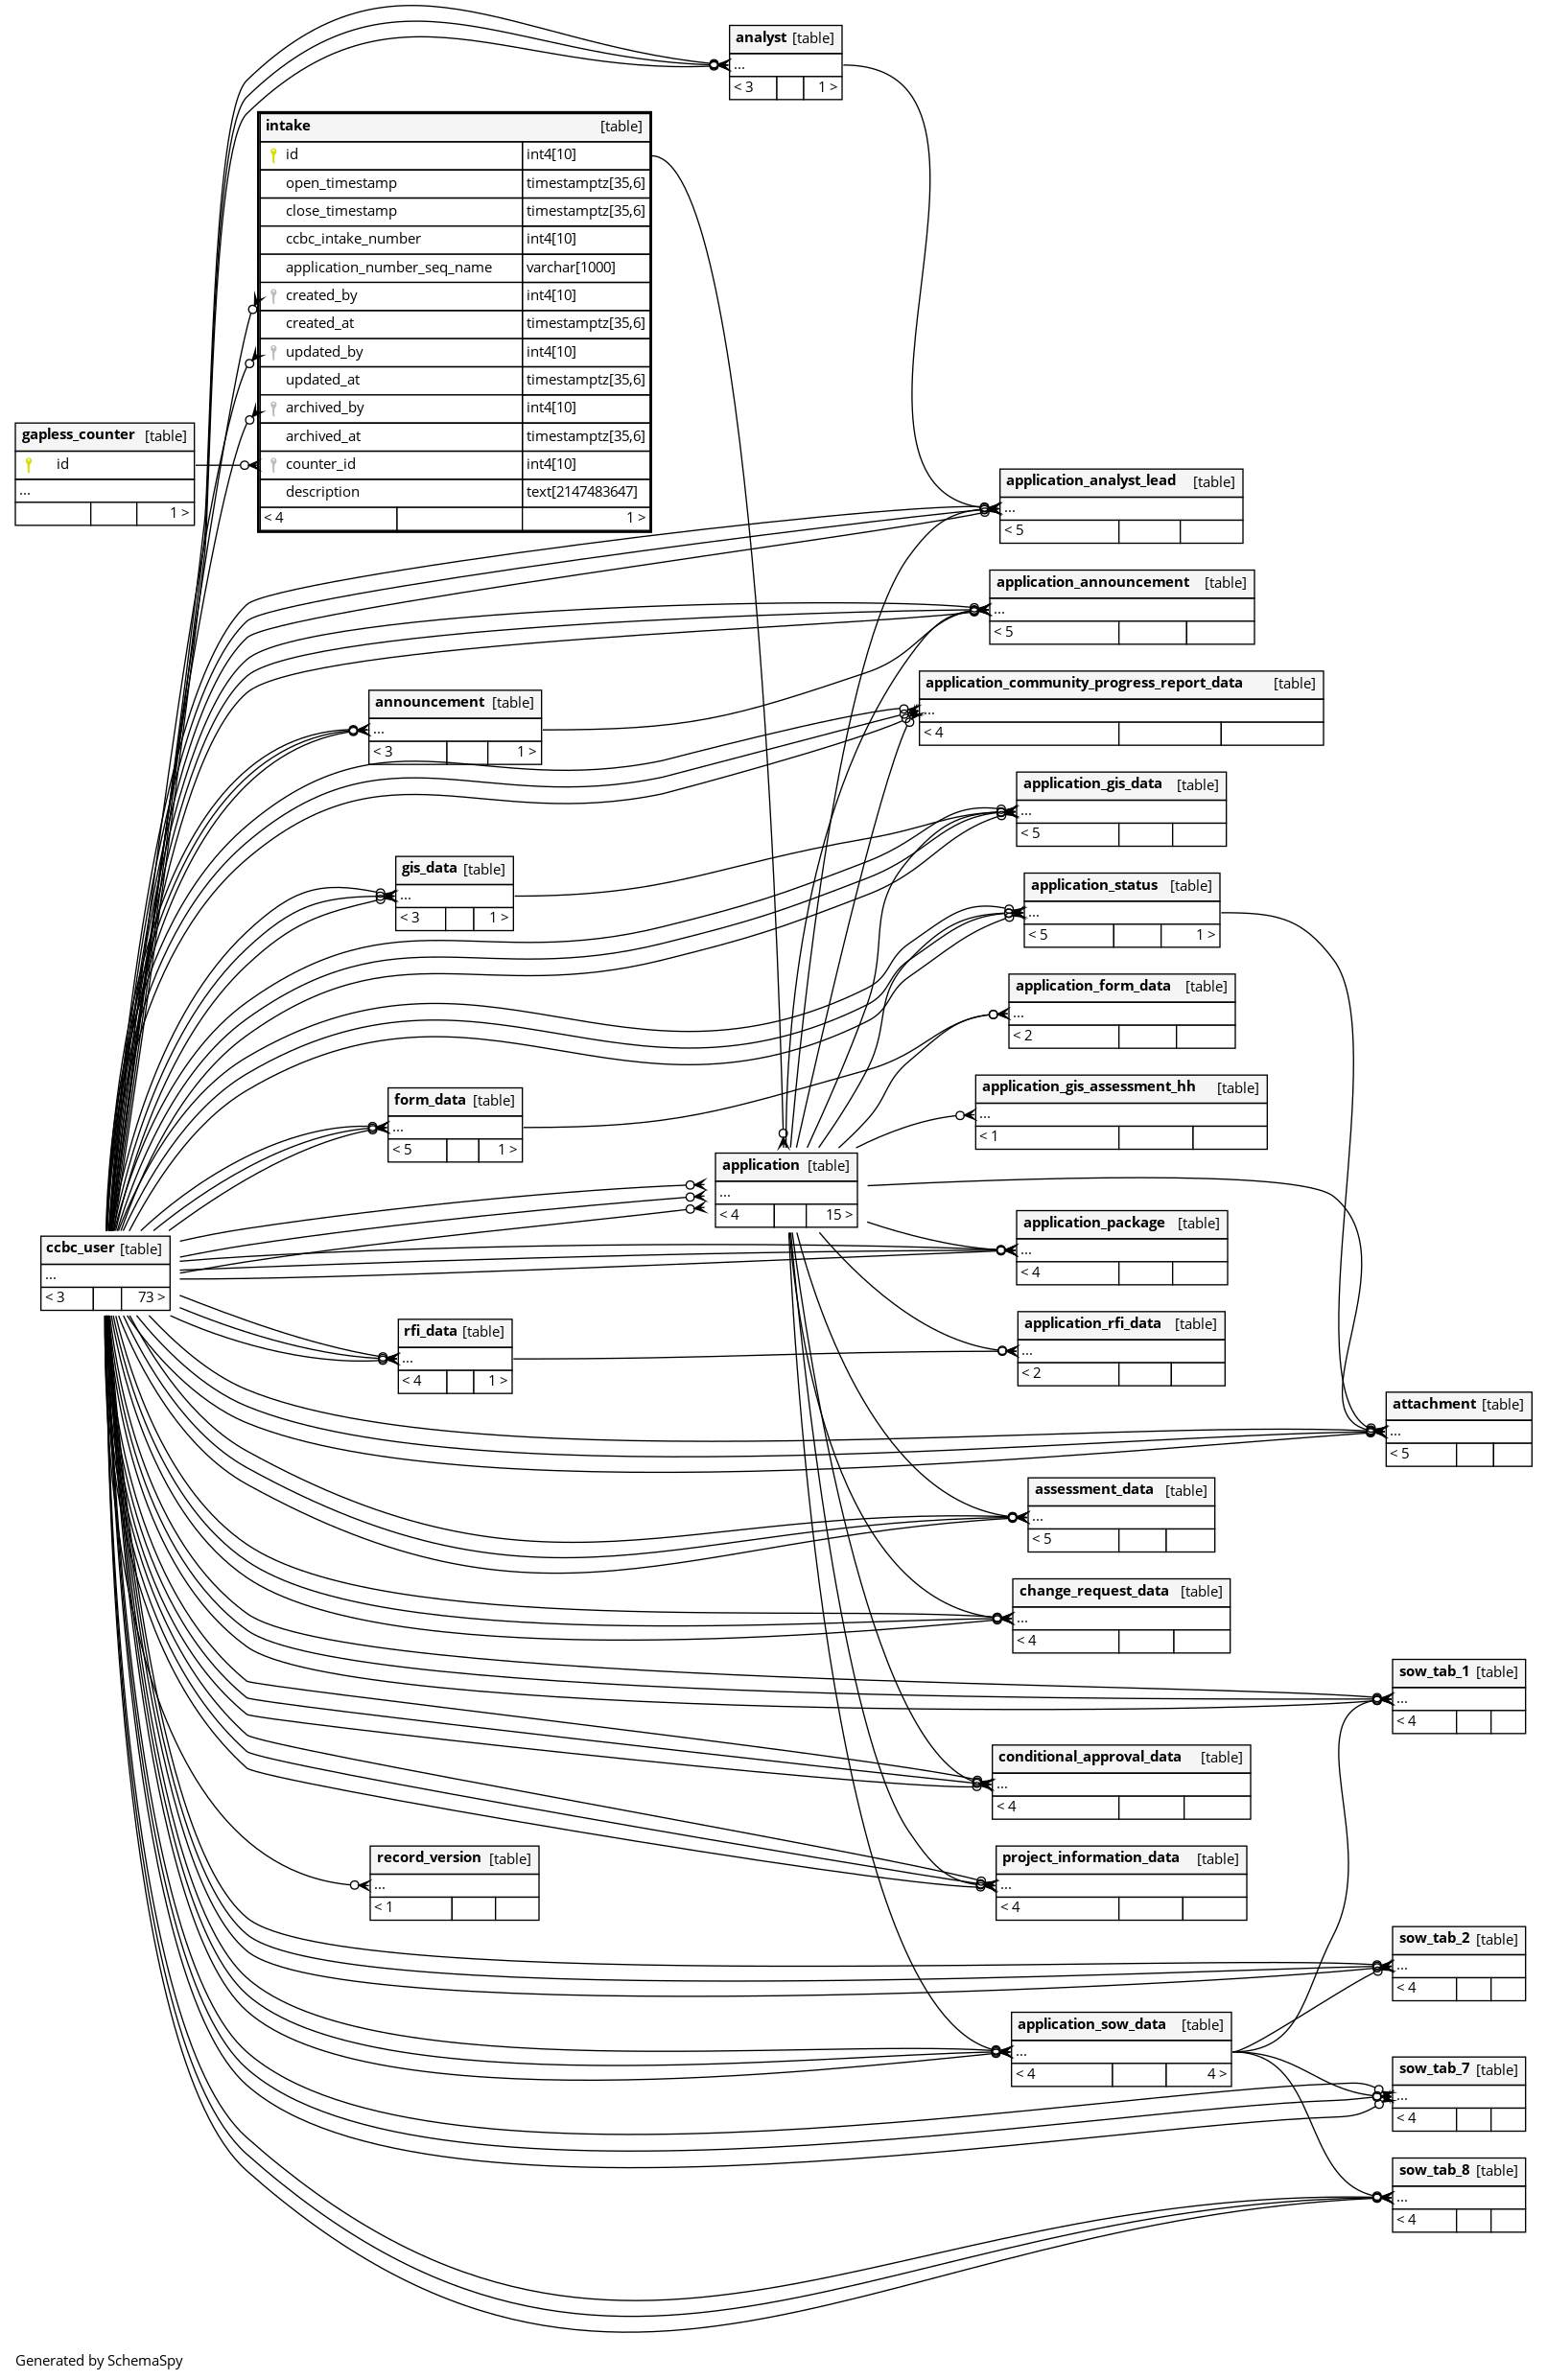 analyst [table]
...
< 3 1 >
intake [table]
id int4[10]
open_timestamp timestamptz[35,6]
close_timestamp timestamptz[35,6]
ccbc_intake_number int4[10]
application_number_seq_name varchar[1000]
created_by int4[10]
created_at timestamptz[35,6]
updated_by int4[10]
updated_at timestamptz[35,6]
archived_by int4[10]
archived_at timestamptz[35,6]
counter_id int4[10]
description text[2147483647]
< 4 1 >
gapless_counter [table]
id
...
1 >
application_analyst_lead [table]
...
< 5
application_announcement [table]
...
< 5
application_community_progress_report_data [table]
...
< 4
announcement [table]
...
< 3 1 >
application_gis_data [table]
...
< 5
gis_data [table]
...
< 3 1 >
application_status [table]
...
< 5 1 >
application_form_data [table]
...
< 2
application_gis_assessment_hh [table]
...
< 1
form_data [table]
...
< 5 1 >
application [table]
...
< 4 15 >
application_package [table]
...
< 4
ccbc_user [table]
...
< 3 73 >
application_rfi_data [table]
...
< 2
rfi_data [table]
...
< 4 1 >
attachment [table]
...
< 5
assessment_data [table]
...
< 5
change_request_data [table]
...
< 4
sow_tab_1 [table]
...
< 4
conditional_approval_data [table]
...
< 4
record_version [table]
...
< 1
project_information_data [table]
...
< 4
sow_tab_2 [table]
...
< 4
application_sow_data [table]
...
< 4 4 >
sow_tab_7 [table]
...
< 4
sow_tab_8 [table]
...
< 4
Generated by SchemaSpy